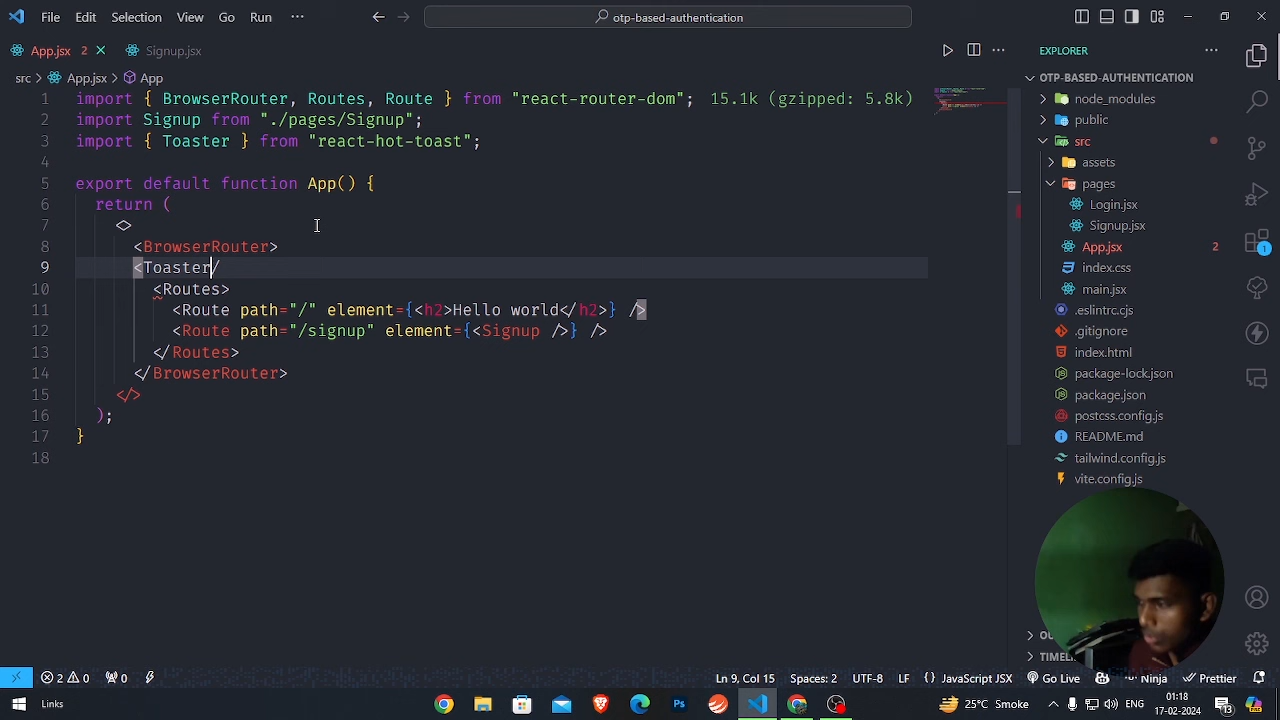 File Edit Selection View Go Run ··· otp-based-authentication
App.jsx 2 Signup.jsx
EXPLORER
src > App.jsx > App
OTP-BASED-AUTHENTICATION
1 import { BrowserRouter, Routes, Route } from "react-router-dom"; 15.1k (gzipped: 5.8k)
2 import Signup from "./pages/Signup";
3 import { Toaster } from "react-hot-toast";
4
5 export default function App() {
6 return (
7 <>
8 <BrowserRouter>
9 <Toaster/
10 <Routes>
11 <Route path="/" element={<h2>Hello world</h2>} />
12 <Route path="/signup" element={<Signup />} />
13 </Routes>
14 </BrowserRouter>
15 </>
16 );
17 }
18
node_modules
public
src
assets
pages
Login.jsx
Signup.jsx
App.jsx 2
index.css
main.jsx
.eslintrc.cjs
.gitignore
index.html
package-lock.json
package.json
postcss.config.js
README.md
tailwind.config.js
vite.config.js
1
OU
TIMELI
2 0 0 Ln 9, Col 15 Spaces: 2 UTF-8 LF {} JavaScript JSX Go Live Ninja Prettier
Links 25°C Smoke ENG 01:18 17-02-2024